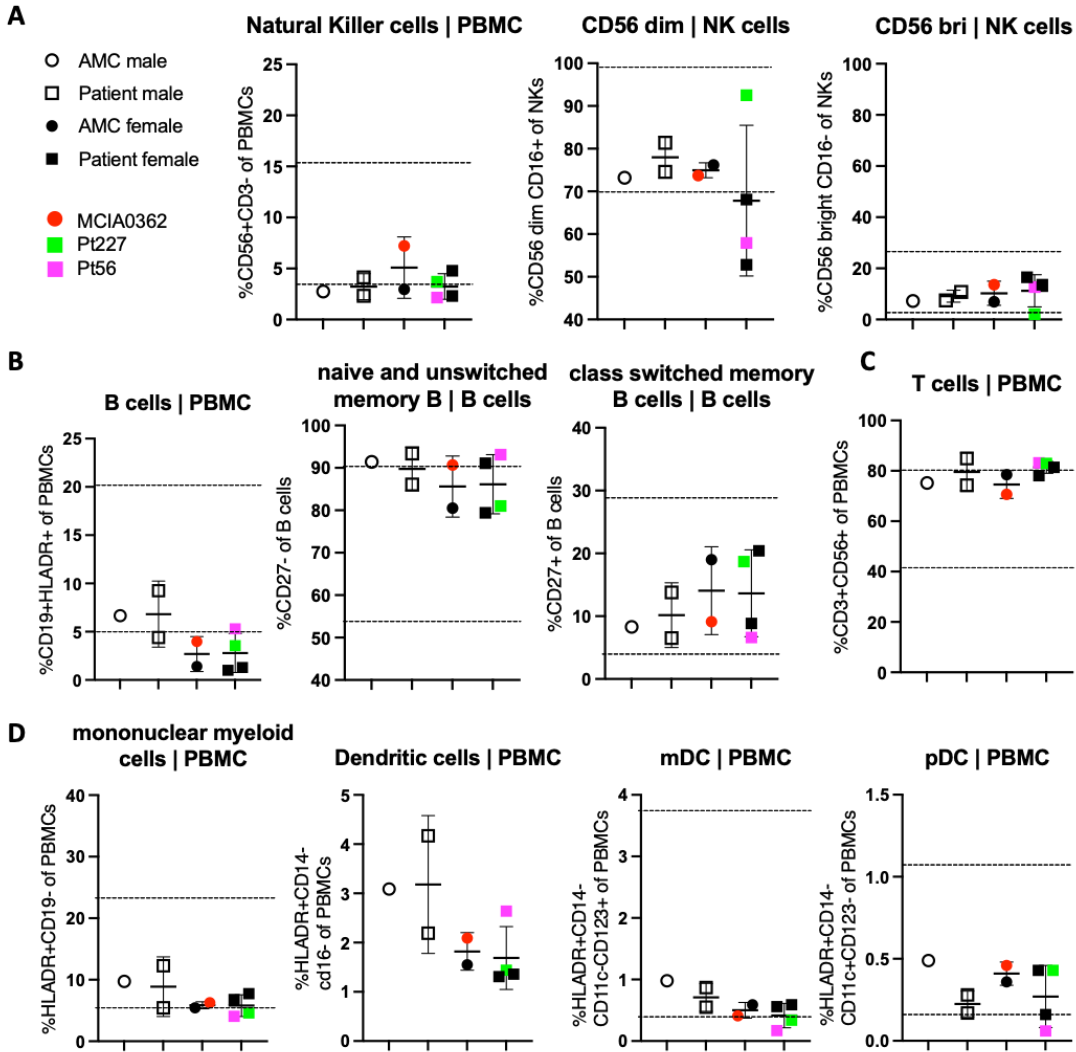 A
AMC male
Patient male
AMC female
Patient female
MCIA0362
Pt227
Pt56
Natural Killer cells | PBMC
%CD56+CD3- of PBMCs
25
20
15
10
5
0
CD56 dim | NK cells
%CD56 dim CD16+ of NKs
100
90
80
70
60
50
40
CD56 bri | NK cells
%CD56 bright CD16- of NKs
100
80
60
40
20
0
B
B cells | PBMC
%CD19+HLADR+ of PBMCs
25
20
15
10
5
0
naive and unswitched
memory B | B cells
%CD27- of B cells
100
90
80
70
60
50
40
class switched memory
B cells | B cells
%CD27+ of B cells
40
30
20
10
0
C
T cells | PBMC
%CD3+CD56+ of PBMCs
100
80
60
40
20
0
D
mononuclear myeloid
cells | PBMC
%HLADR+CD19- of PBMCs
40
30
20
10
0
Dendritic cells | PBMC
%HLADR+CD14-
cd16- of PBMCs
5
4
3
2
1
0
mDC | PBMC
%HLADR+CD14-
CD11c-CD123+ of PBMCs
4
3
2
1
0
pDC | PBMC
%HLADR+CD14-
CD11c+CD123- of PBMCs
1.5
1.0
0.5
0.0